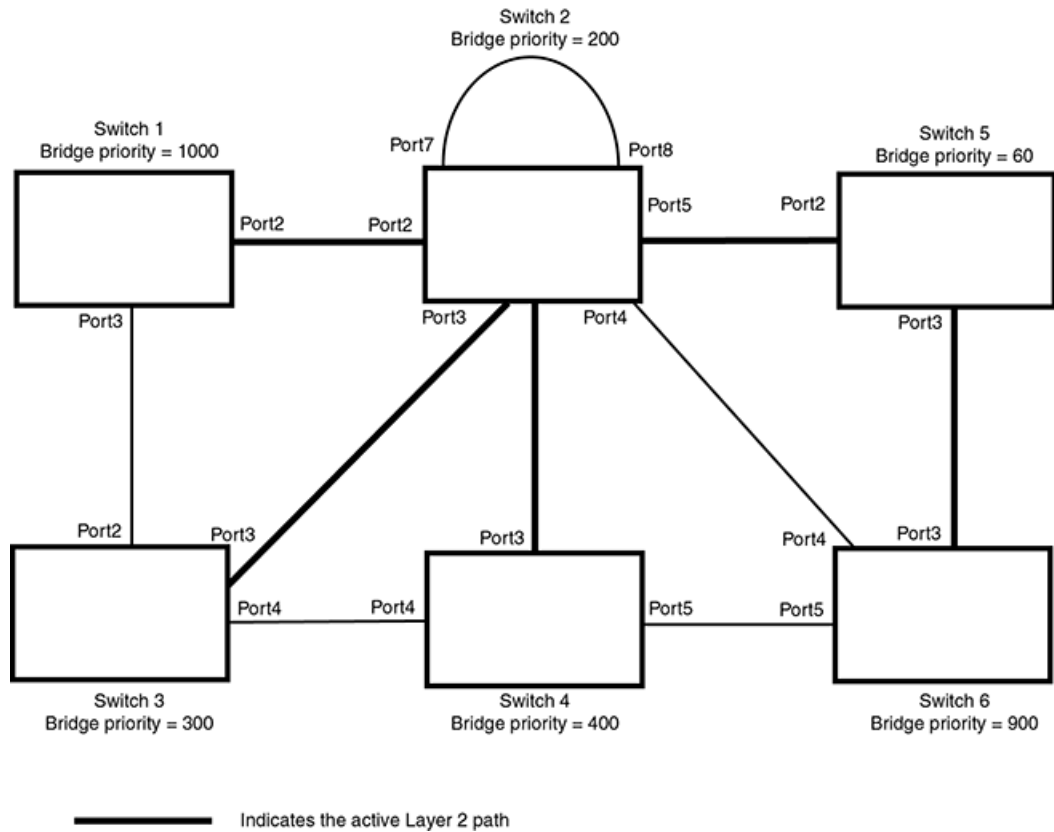 Switch 2
Bridge priority = 200
Switch 1
Bridge priority = 1000
Switch 5
Bridge priority = 60
Port7
Port8
Port2
Port2
Port5
Port2
Port3
Port3
Port4
Port3
Port2
Port3
Port3
Port4
Port3
Port4
Port4
Port5
Port5
Switch 3
Bridge priority = 300
Switch 4
Bridge priority = 400
Switch 6
Bridge priority = 900
Indicates the active Layer 2 path